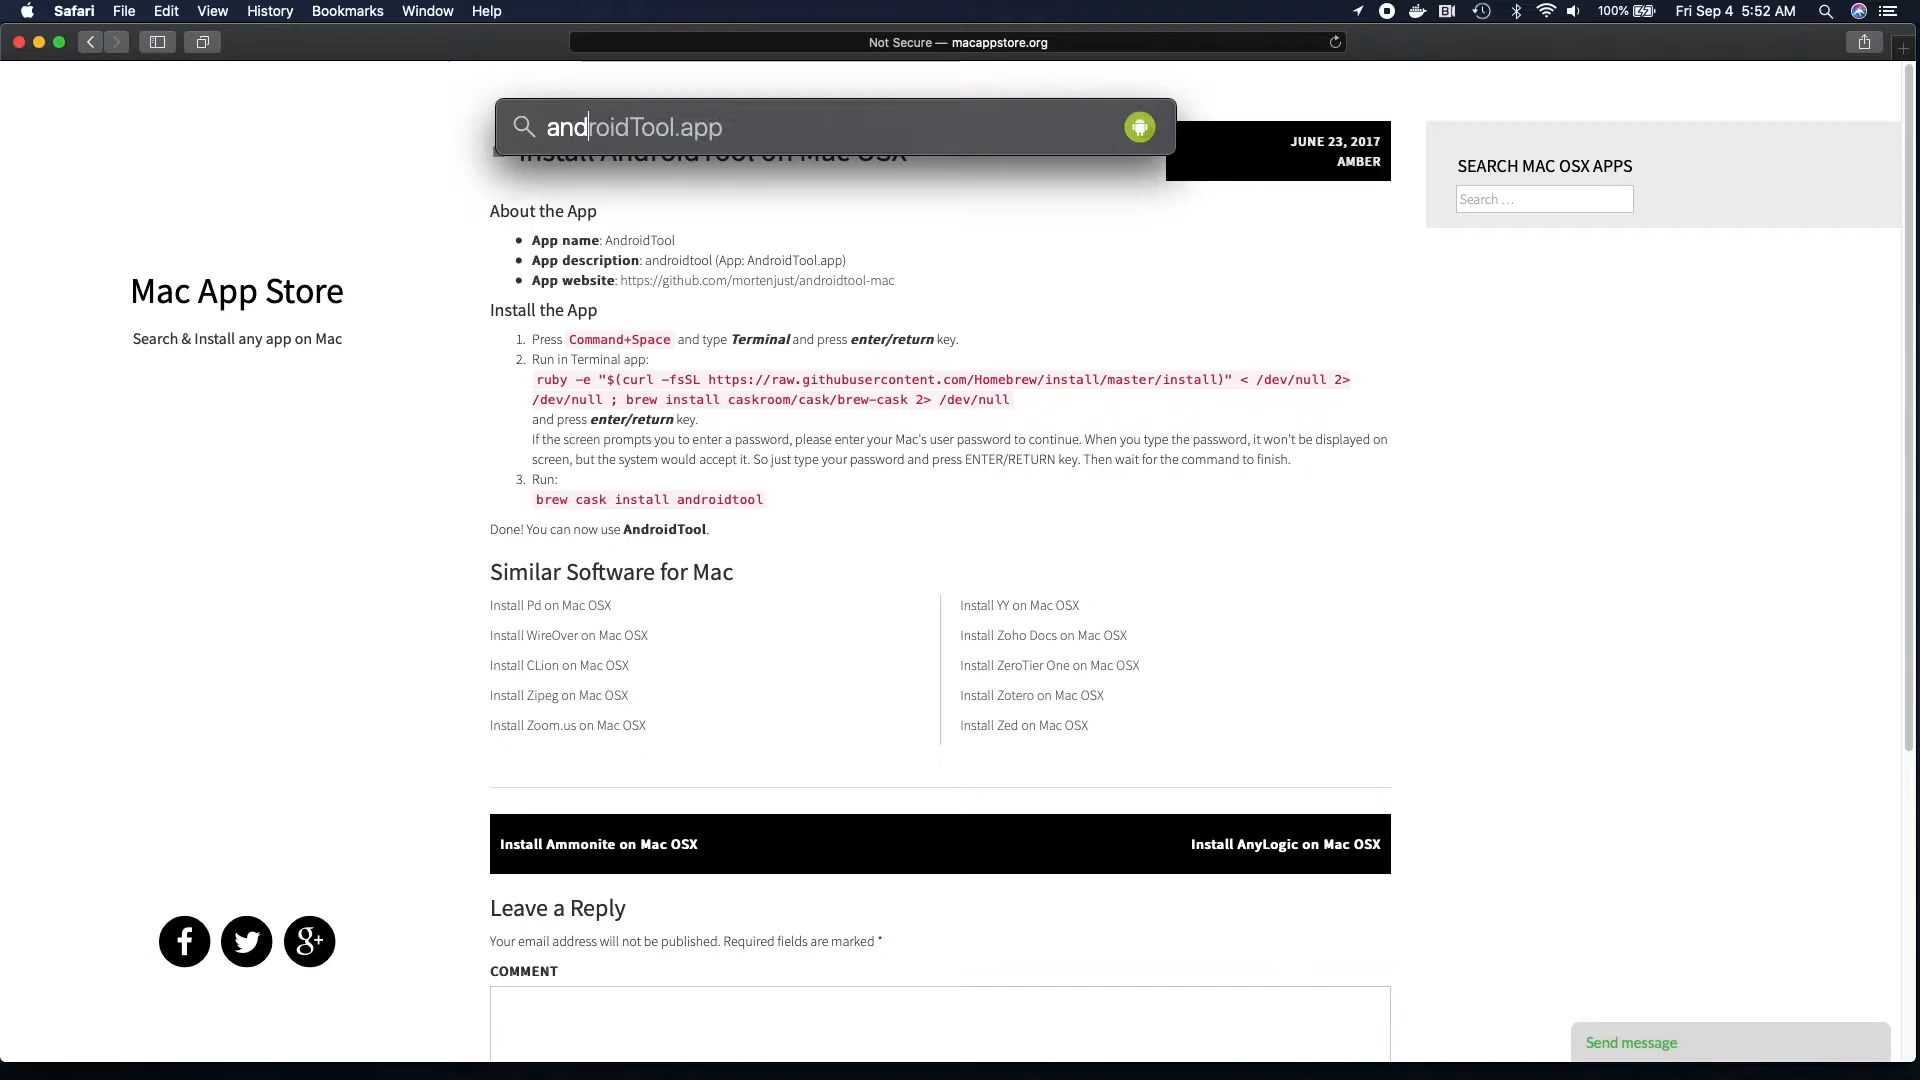 Safari File Edit View History Bookmarks Window Help 100% Fri Sep 4 5:52 AM
Not Secure — macappstore.org
androidTool.app
Install AndroidTool on Mac OSX
JUNE 23, 2017
AMBER
Mac App Store
Search & Install any app on Mac
About the App
App name: AndroidTool
App description: androidtool (App: AndroidTool.app)
App website: https://github.com/mortenjust/androidtool-mac
Install the App
1. Press Command+Space and type Terminal and press enter/return key.
2. Run in Terminal app:
ruby -e "$(curl -fsSL https://raw.githubusercontent.com/Homebrew/install/master/install)" < /dev/null 2>
/dev/null ; brew install caskroom/cask/brew-cask 2> /dev/null
and press enter/return key.
If the screen prompts you to enter a password, please enter your Mac's user password to continue. When you type the password, it won't be displayed on
screen, but the system would accept it. So just type your password and press ENTER/RETURN key. Then wait for the command to finish.
3. Run:
brew cask install androidtool
Done! You can now use AndroidTool.
Similar Software for Mac
Install Pd on Mac OSX
Install WireOver on Mac OSX
Install CLion on Mac OSX
Install Zipeg on Mac OSX
Install Zoom.us on Mac OSX
Install YY on Mac OSX
Install Zoho Docs on Mac OSX
Install ZeroTier One on Mac OSX
Install Zotero on Mac OSX
Install Zed on Mac OSX
Install Ammonite on Mac OSX
Install AnyLogic on Mac OSX
Leave a Reply
Your email address will not be published. Required fields are marked *
COMMENT
SEARCH MAC OSX APPS
Search …
Send message